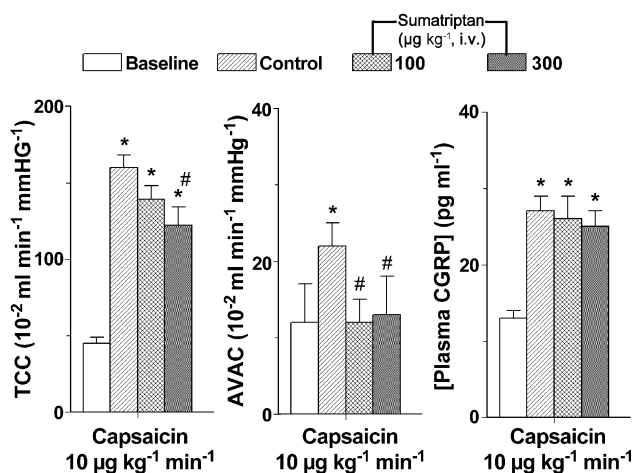 Sumatriptan
(µg kg-1, i.v.)
Baseline Control 100 300
TCC (10-2 ml min-1 mmHG-1)
200
100
0
* * * #
Capsaicin
10 µg kg-1 min-1
AVAC (10-2 ml min-1 mmHg-1)
40
20
0
* # #
Capsaicin
10 µg kg-1 min-1
[Plasma CGRP] (pg ml-1)
40
20
0
* * *
Capsaicin
10 µg kg-1 min-1